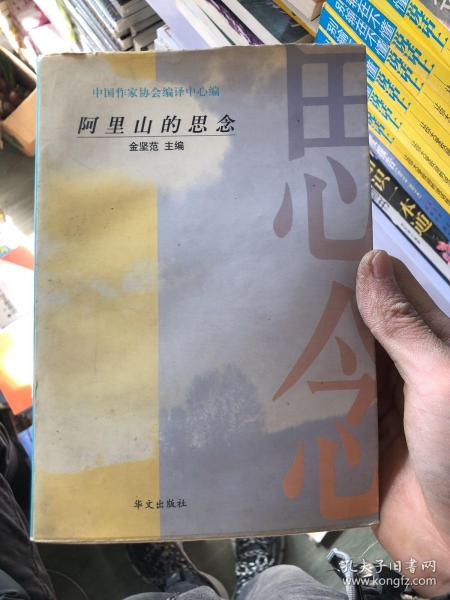 中国作家协会编译中心编
阿里山的思念
金坚范 主编
思念
华文出版社
孔夫子旧书网
www.kongfz.com